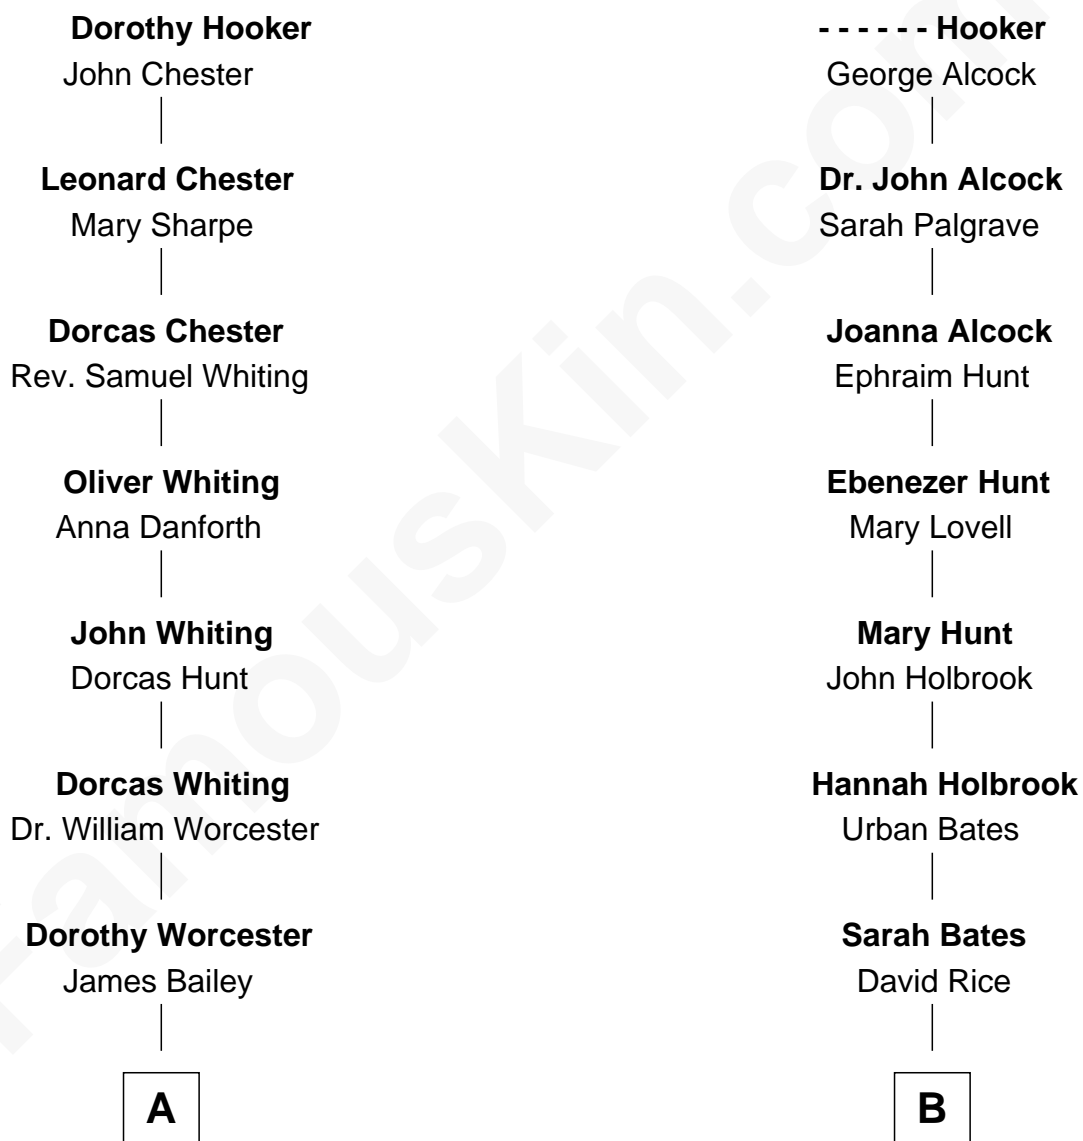 Dorothy Hooker
John Chester
Leonard Chester
Mary Sharpe
Dorcas Chester
Rev. Samuel Whiting
Oliver Whiting
Anna Danforth
John Whiting
Dorcas Hunt
Dorcas Whiting
Dr. William Worcester
Dorothy Worcester
James Bailey
A
- - - - - - Hooker
George Alcock
Dr. John Alcock
Sarah Palgrave
Joanna Alcock
Ephraim Hunt
Ebenezer Hunt
Mary Lovell
Mary Hunt
John Holbrook
Hannah Holbrook
Urban Bates
Sarah Bates
David Rice
B
FamousKin.com